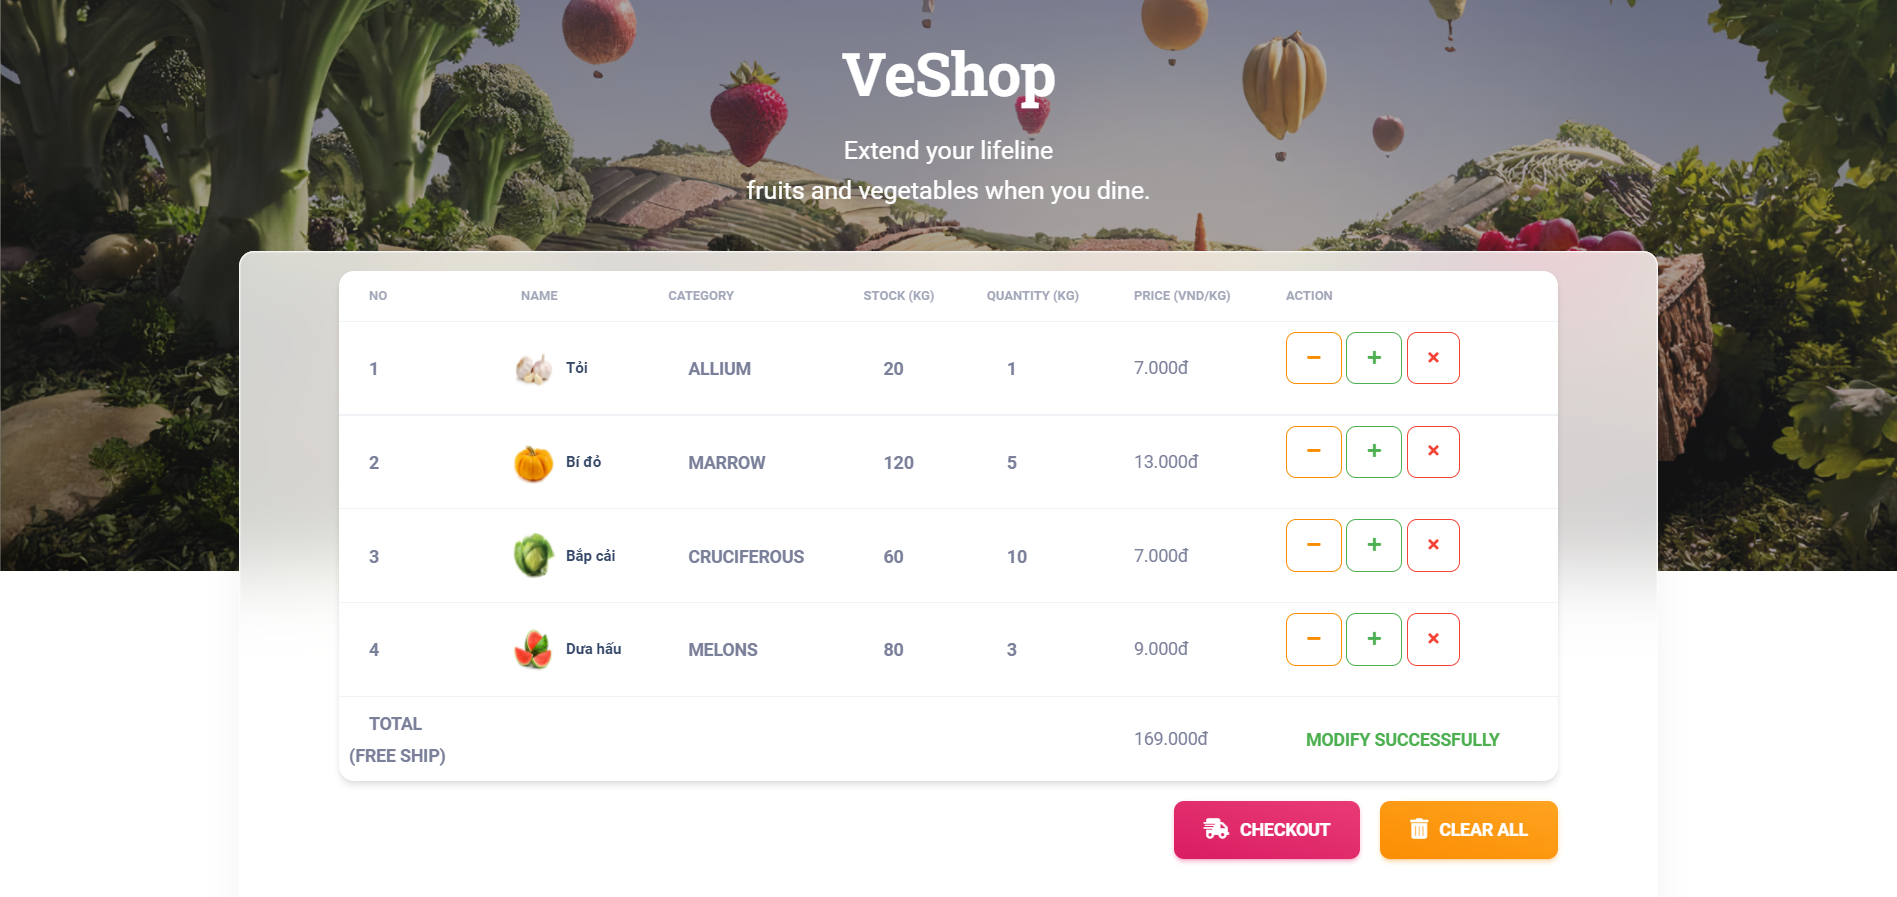 VeShop
Extend your lifeline
fruits and vegetables when you dine.
NO NAME CATEGORY STOCK (KG) QUANTITY (KG) PRICE (VND/KG) ACTION
1 Tỏi ALLIUM 20 1 7.000đ
2 Bí đỏ MARROW 120 5 13.000đ
3 Bắp cải CRUCIFEROUS 60 10 7.000đ
4 Dưa hấu MELONS 80 3 9.000đ
TOTAL
(FREE SHIP) 169.000đ MODIFY SUCCESSFULLY
CHECKOUT CLEAR ALL